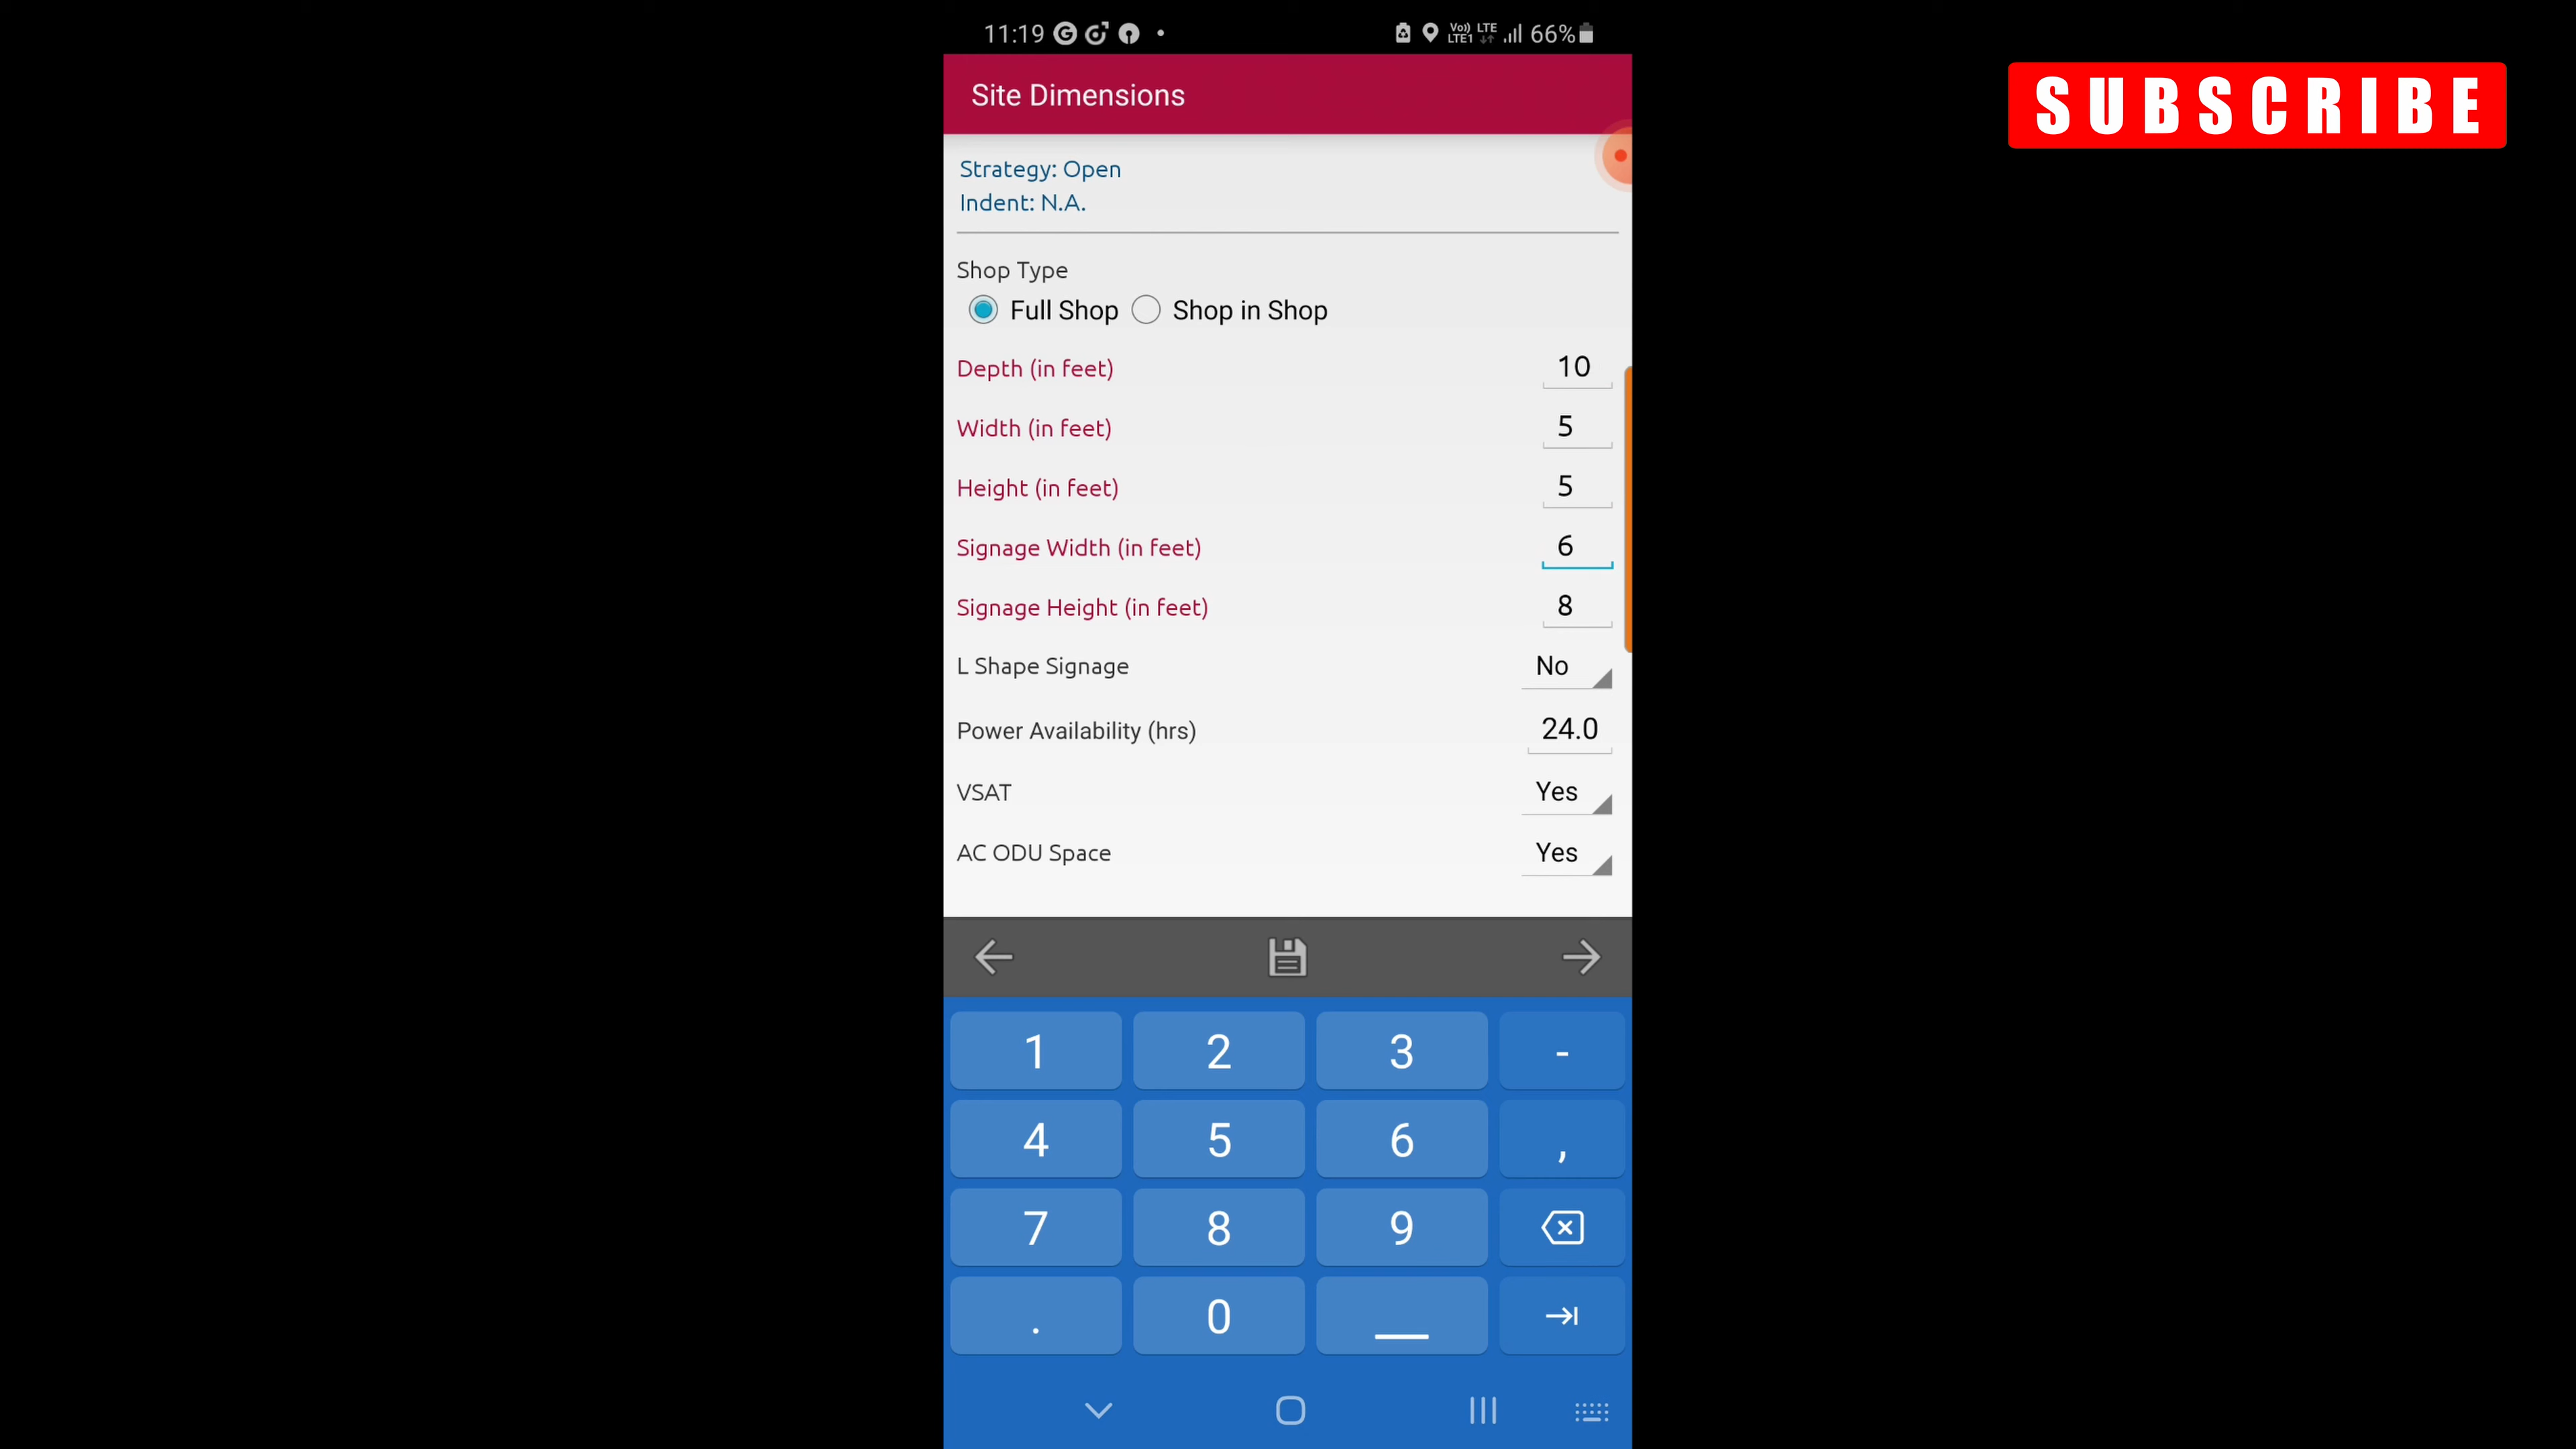 11:19 Vo)) LTE1 LTE 66%
SUBSCRIBE
Site Dimensions
Strategy: Open
Indent: N.A.
Shop Type
Full Shop Shop in Shop
Depth (in feet) 10
Width (in feet) 5
Height (in feet) 5
Signage Width (in feet) 6
Signage Height (in feet) 8
L Shape Signage No
Power Availability (hrs) 24.0
VSAT Yes
AC ODU Space Yes
1 2 3 -
4 5 6 ,
7 8 9
. 0